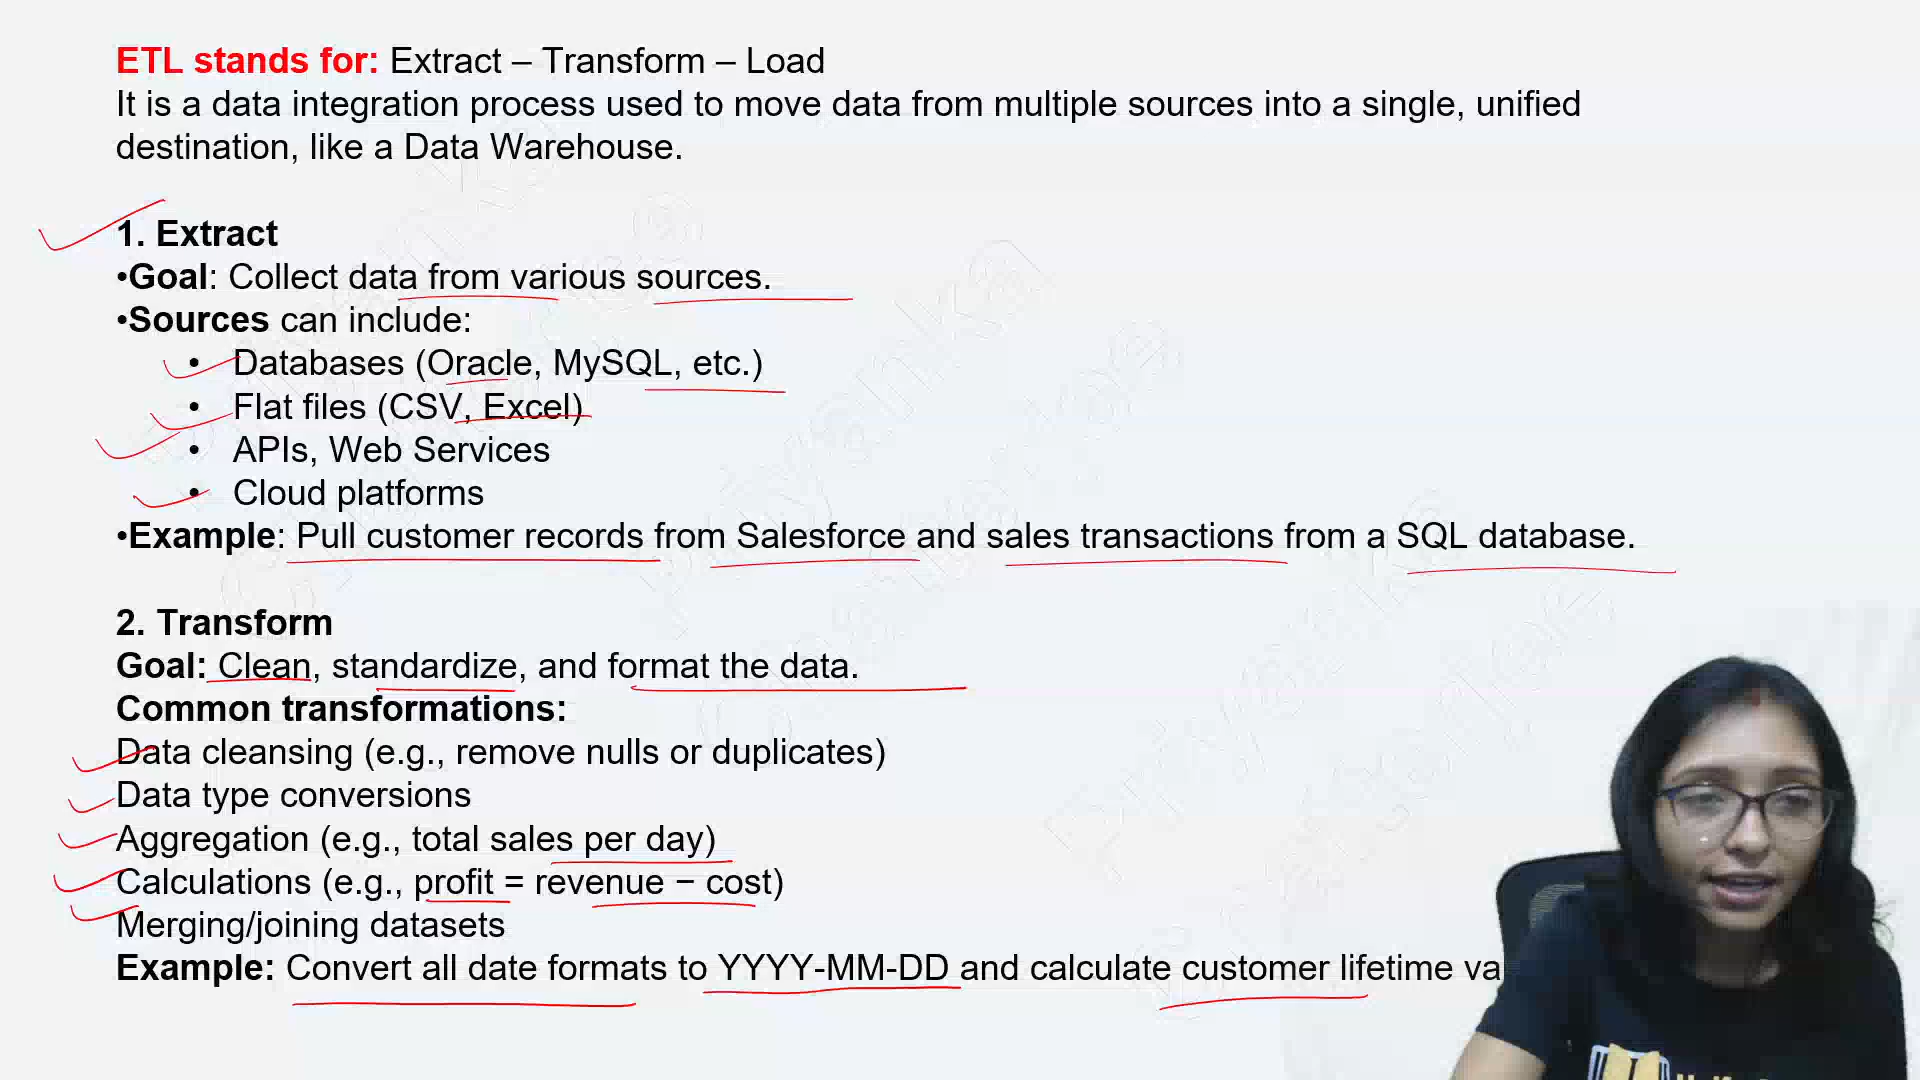 ETL stands for: Extract – Transform – Load
It is a data integration process used to move data from multiple sources into a single, unified
destination, like a Data Warehouse.
1. Extract
•Goal: Collect data from various sources.
•Sources can include:
• Databases (Oracle, MySQL, etc.)
• Flat files (CSV, Excel)
• APIs, Web Services
• Cloud platforms
•Example: Pull customer records from Salesforce and sales transactions from a SQL database.
2. Transform
Goal: Clean, standardize, and format the data.
Common transformations:
Data cleansing (e.g., remove nulls or duplicates)
Data type conversions
Aggregation (e.g., total sales per day)
Calculations (e.g., profit = revenue − cost)
Merging/joining datasets
Example: Convert all date formats to YYYY-MM-DD and calculate customer lifetime va